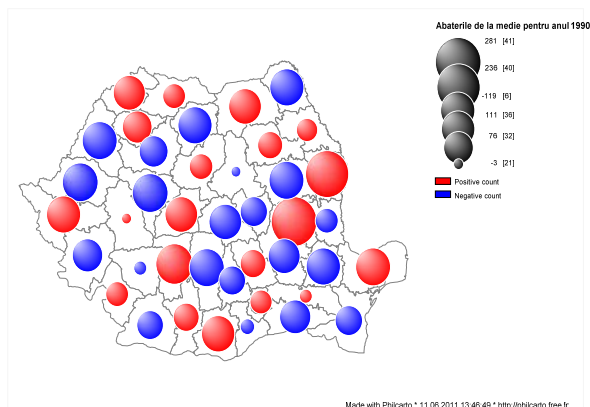 Abaterile de la medie pentru anul 1990
281 [41]
236 [40]
-119 [6]
111 [36]
76 [32]
-3 [21]
Positive count
Negative count
Made with Philcarto * 11.06.2011 13:46:49 * http://philcarto.free.fr